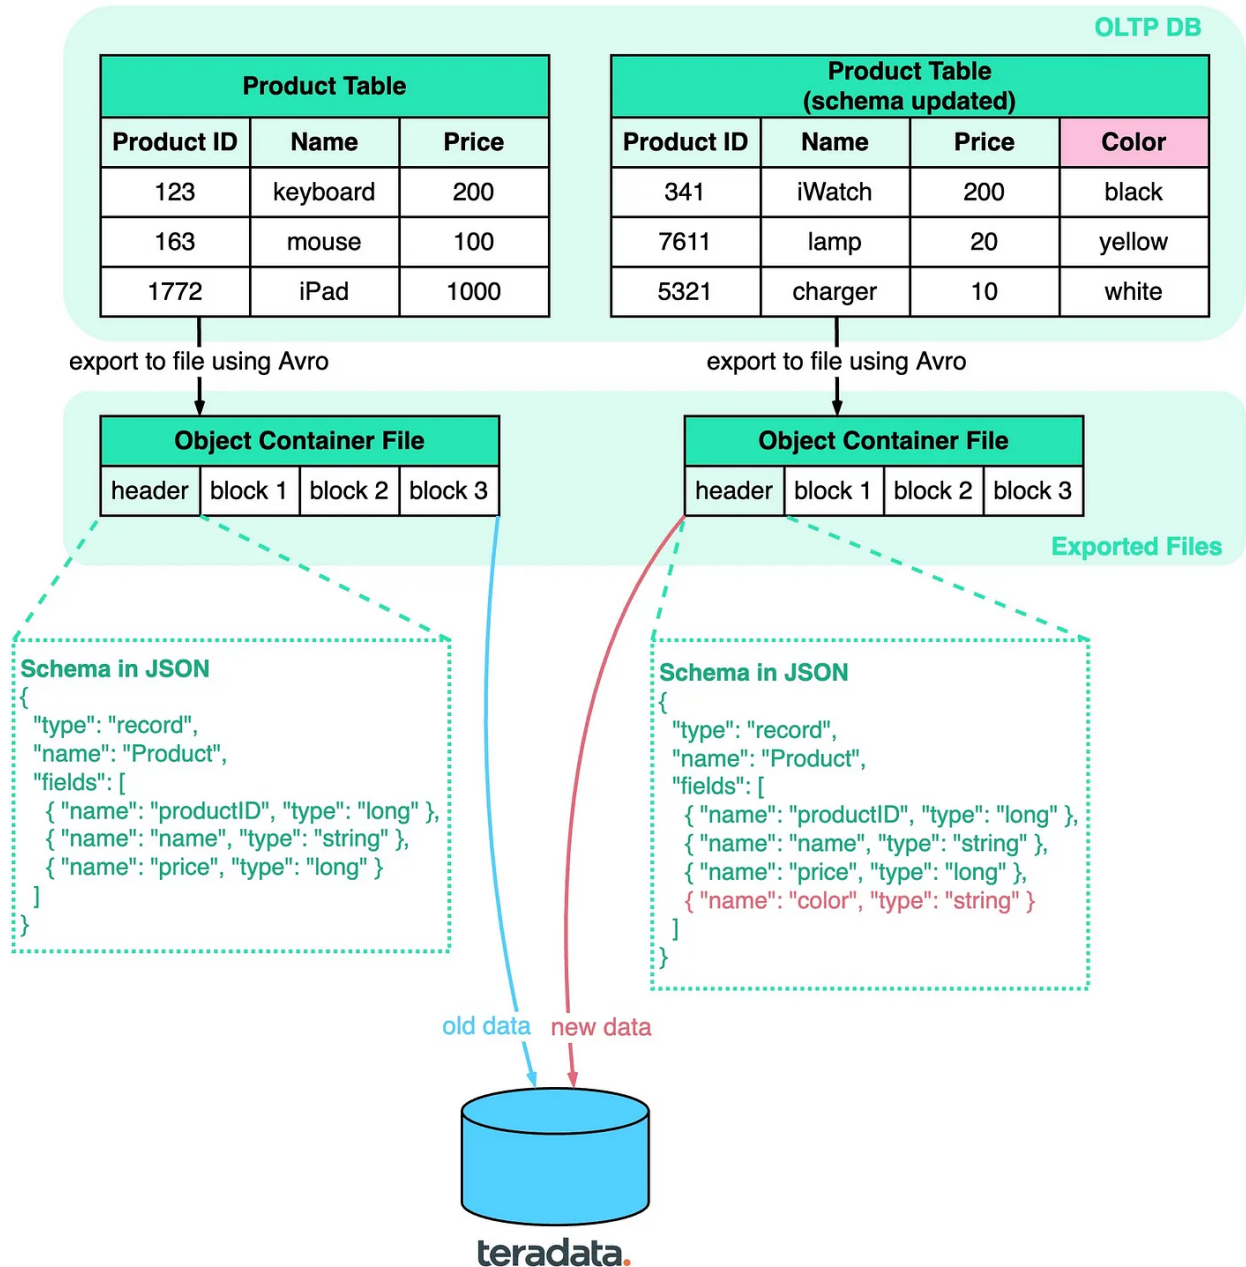 OLTP DB
Product Table
Product ID Name Price
123 keyboard 200
163 mouse 100
1772 iPad 1000
Product Table
(schema updated)
Product ID Name Price Color
341 iWatch 200 black
7611 lamp 20 yellow
5321 charger 10 white
export to file using Avro
export to file using Avro
Object Container File
header block 1 block 2 block 3
Object Container File
header block 1 block 2 block 3
Exported Files
Schema in JSON
{
"type": "record",
"name": "Product",
"fields": [
{ "name": "productID", "type": "long" },
{ "name": "name", "type": "string" },
{ "name": "price", "type": "long" }
]
}
Schema in JSON
{
"type": "record",
"name": "Product",
"fields": [
{ "name": "productID", "type": "long" },
{ "name": "name", "type": "string" },
{ "name": "price", "type": "long" },
{ "name": "color", "type": "string" }
]
}
old data
new data
teradata.